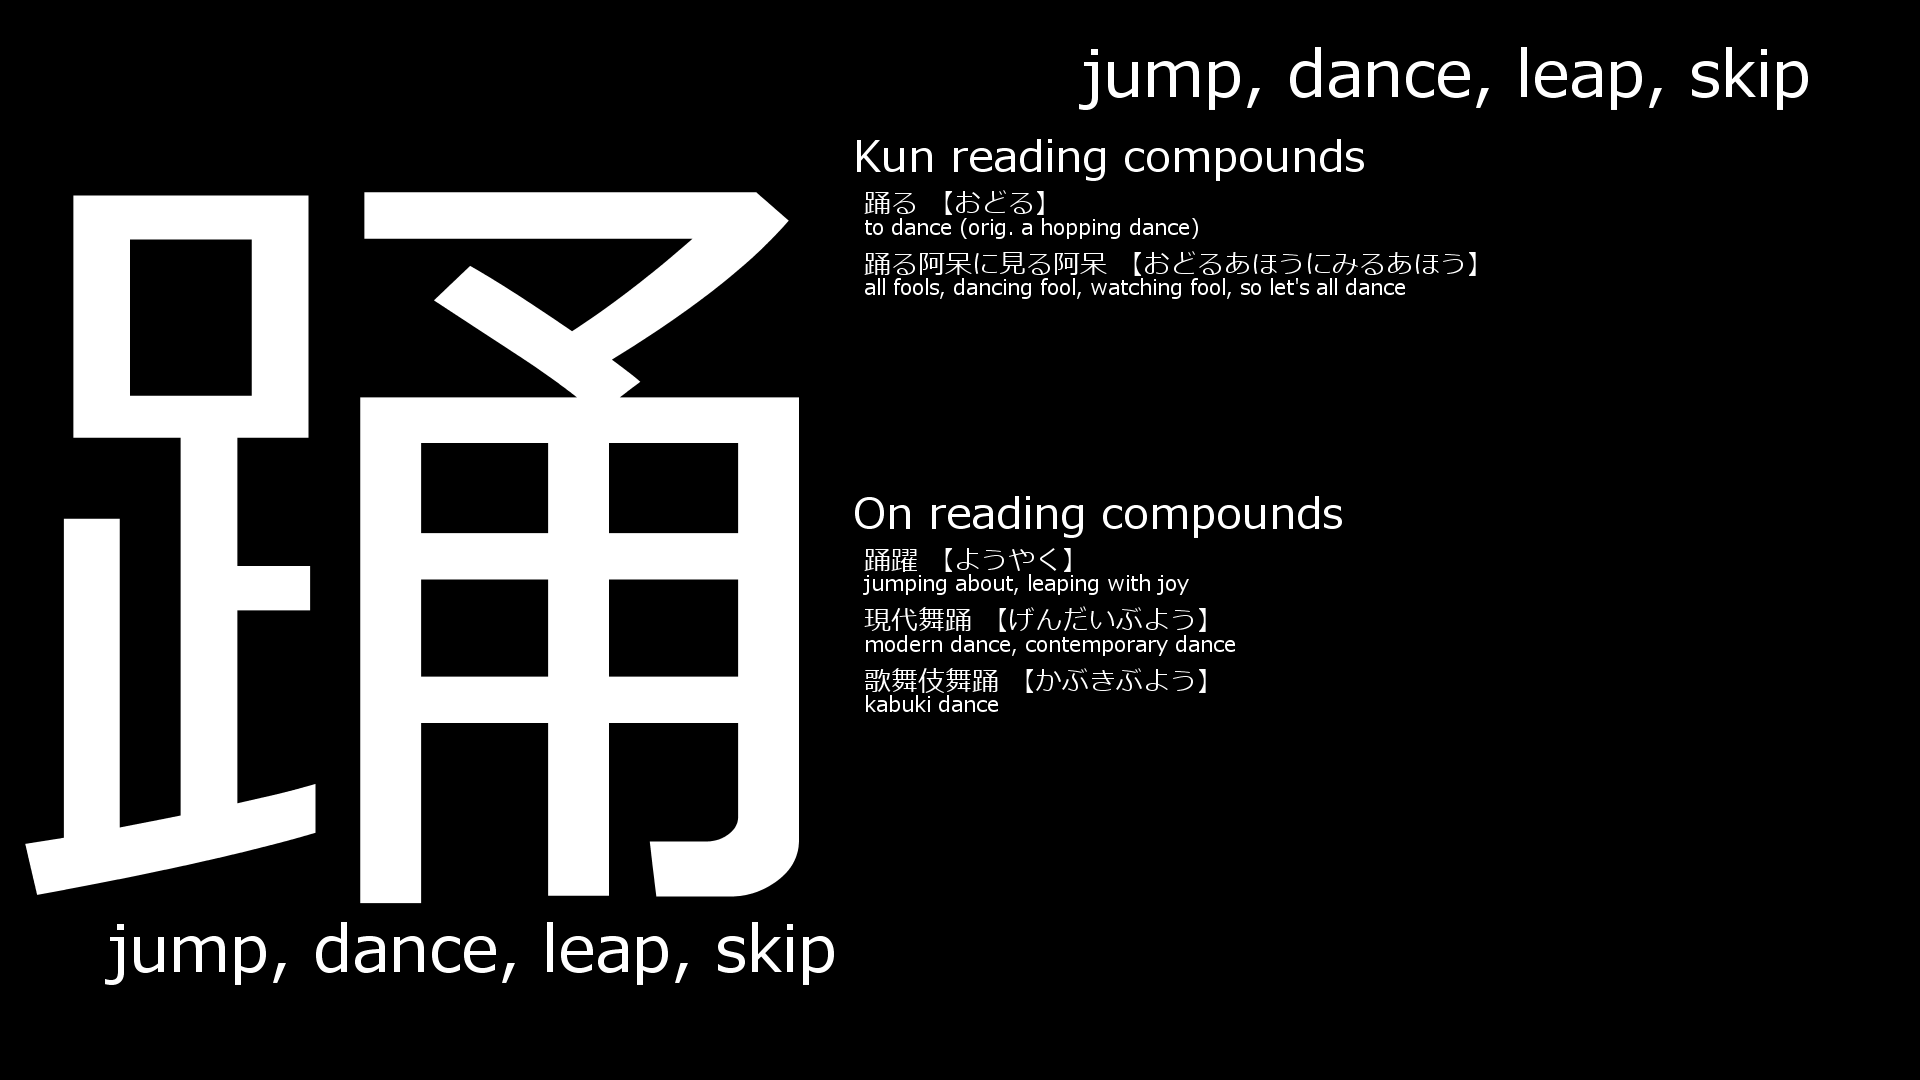 踊
jump, dance, leap, skip
jump, dance, leap, skip
Kun reading compounds
踊る 【おどる】
to dance (orig. a hopping dance)
踊る阿呆に見る阿呆 【おどるあほうにみるあほう】
all fools, dancing fool, watching fool, so let's all dance
On reading compounds
踊躍 【ようやく】
jumping about, leaping with joy
現代舞踊 【げんだいぶよう】
modern dance, contemporary dance
歌舞伎舞踊 【かぶきぶよう】
kabuki dance